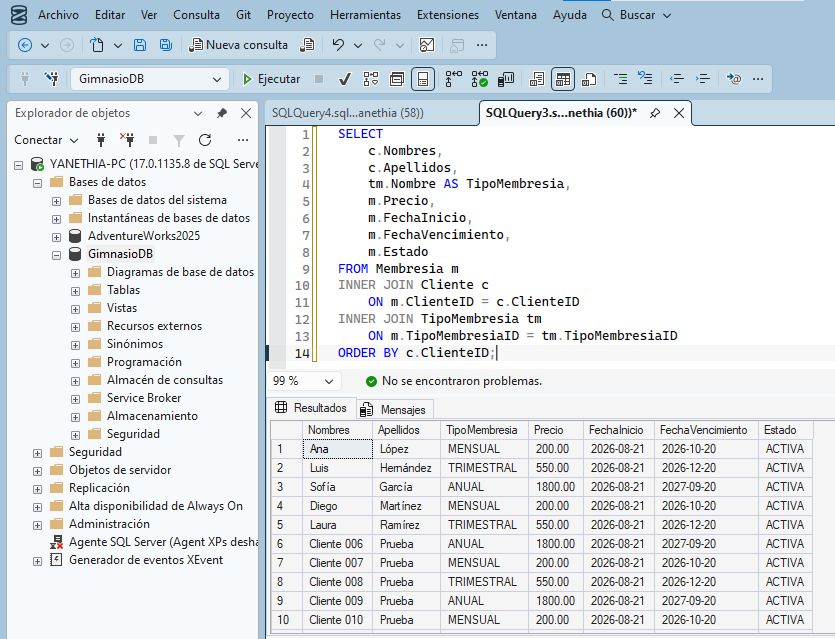 Archivo Editar Ver Consulta Git Proyecto Herramientas Extensiones Ventana Ayuda Buscar
Nueva consulta
GimnasioDB Ejecutar
Explorador de objetos
Conectar
YANETHIA-PC (17.0.1135.8 de SQL Serve
Bases de datos
Bases de datos del sistema
Instantáneas de bases de datos
AdventureWorks2025
GimnasioDB
Diagramas de base de datos
Tablas
Vistas
Recursos externos
Sinónimos
Programación
Almacén de consultas
Service Broker
Almacenamiento
Seguridad
Seguridad
Objetos de servidor
Replicación
Alta disponibilidad de Always On
Administración
Agente SQL Server (Agent XPs desha
Generador de eventos XEvent
SQLQuery4.sql...anethia (58)) SQLQuery3.s...nethia (60))*
1 SELECT
2 c.Nombres,
3 c.Apellidos,
4 tm.Nombre AS TipoMembresia,
5 m.Precio,
6 m.FechaInicio,
7 m.FechaVencimiento,
8 m.Estado
9 FROM Membresia m
10 INNER JOIN Cliente c
11 ON m.ClienteID = c.ClienteID
12 INNER JOIN TipoMembresia tm
13 ON m.TipoMembresiaID = tm.TipoMembresiaID
14 ORDER BY c.ClienteID;
99 % No se encontraron problemas.
Resultados Mensajes
Nombres Apellidos TipoMembresia Precio FechaInicio FechaVencimiento Estado
1 Ana López MENSUAL 200.00 2026-08-21 2026-10-20 ACTIVA
2 Luis Hernández TRIMESTRAL 550.00 2026-08-21 2026-12-20 ACTIVA
3 Sofía García ANUAL 1800.00 2026-08-21 2027-09-20 ACTIVA
4 Diego Martínez MENSUAL 200.00 2026-08-21 2026-10-20 ACTIVA
5 Laura Ramírez TRIMESTRAL 550.00 2026-08-21 2026-12-20 ACTIVA
6 Cliente 006 Prueba ANUAL 1800.00 2026-08-21 2027-09-20 ACTIVA
7 Cliente 007 Prueba MENSUAL 200.00 2026-08-21 2026-10-20 ACTIVA
8 Cliente 008 Prueba TRIMESTRAL 550.00 2026-08-21 2026-12-20 ACTIVA
9 Cliente 009 Prueba ANUAL 1800.00 2026-08-21 2027-09-20 ACTIVA
10 Cliente 010 Prueba MENSUAL 200.00 2026-08-21 2026-10-20 ACTIVA